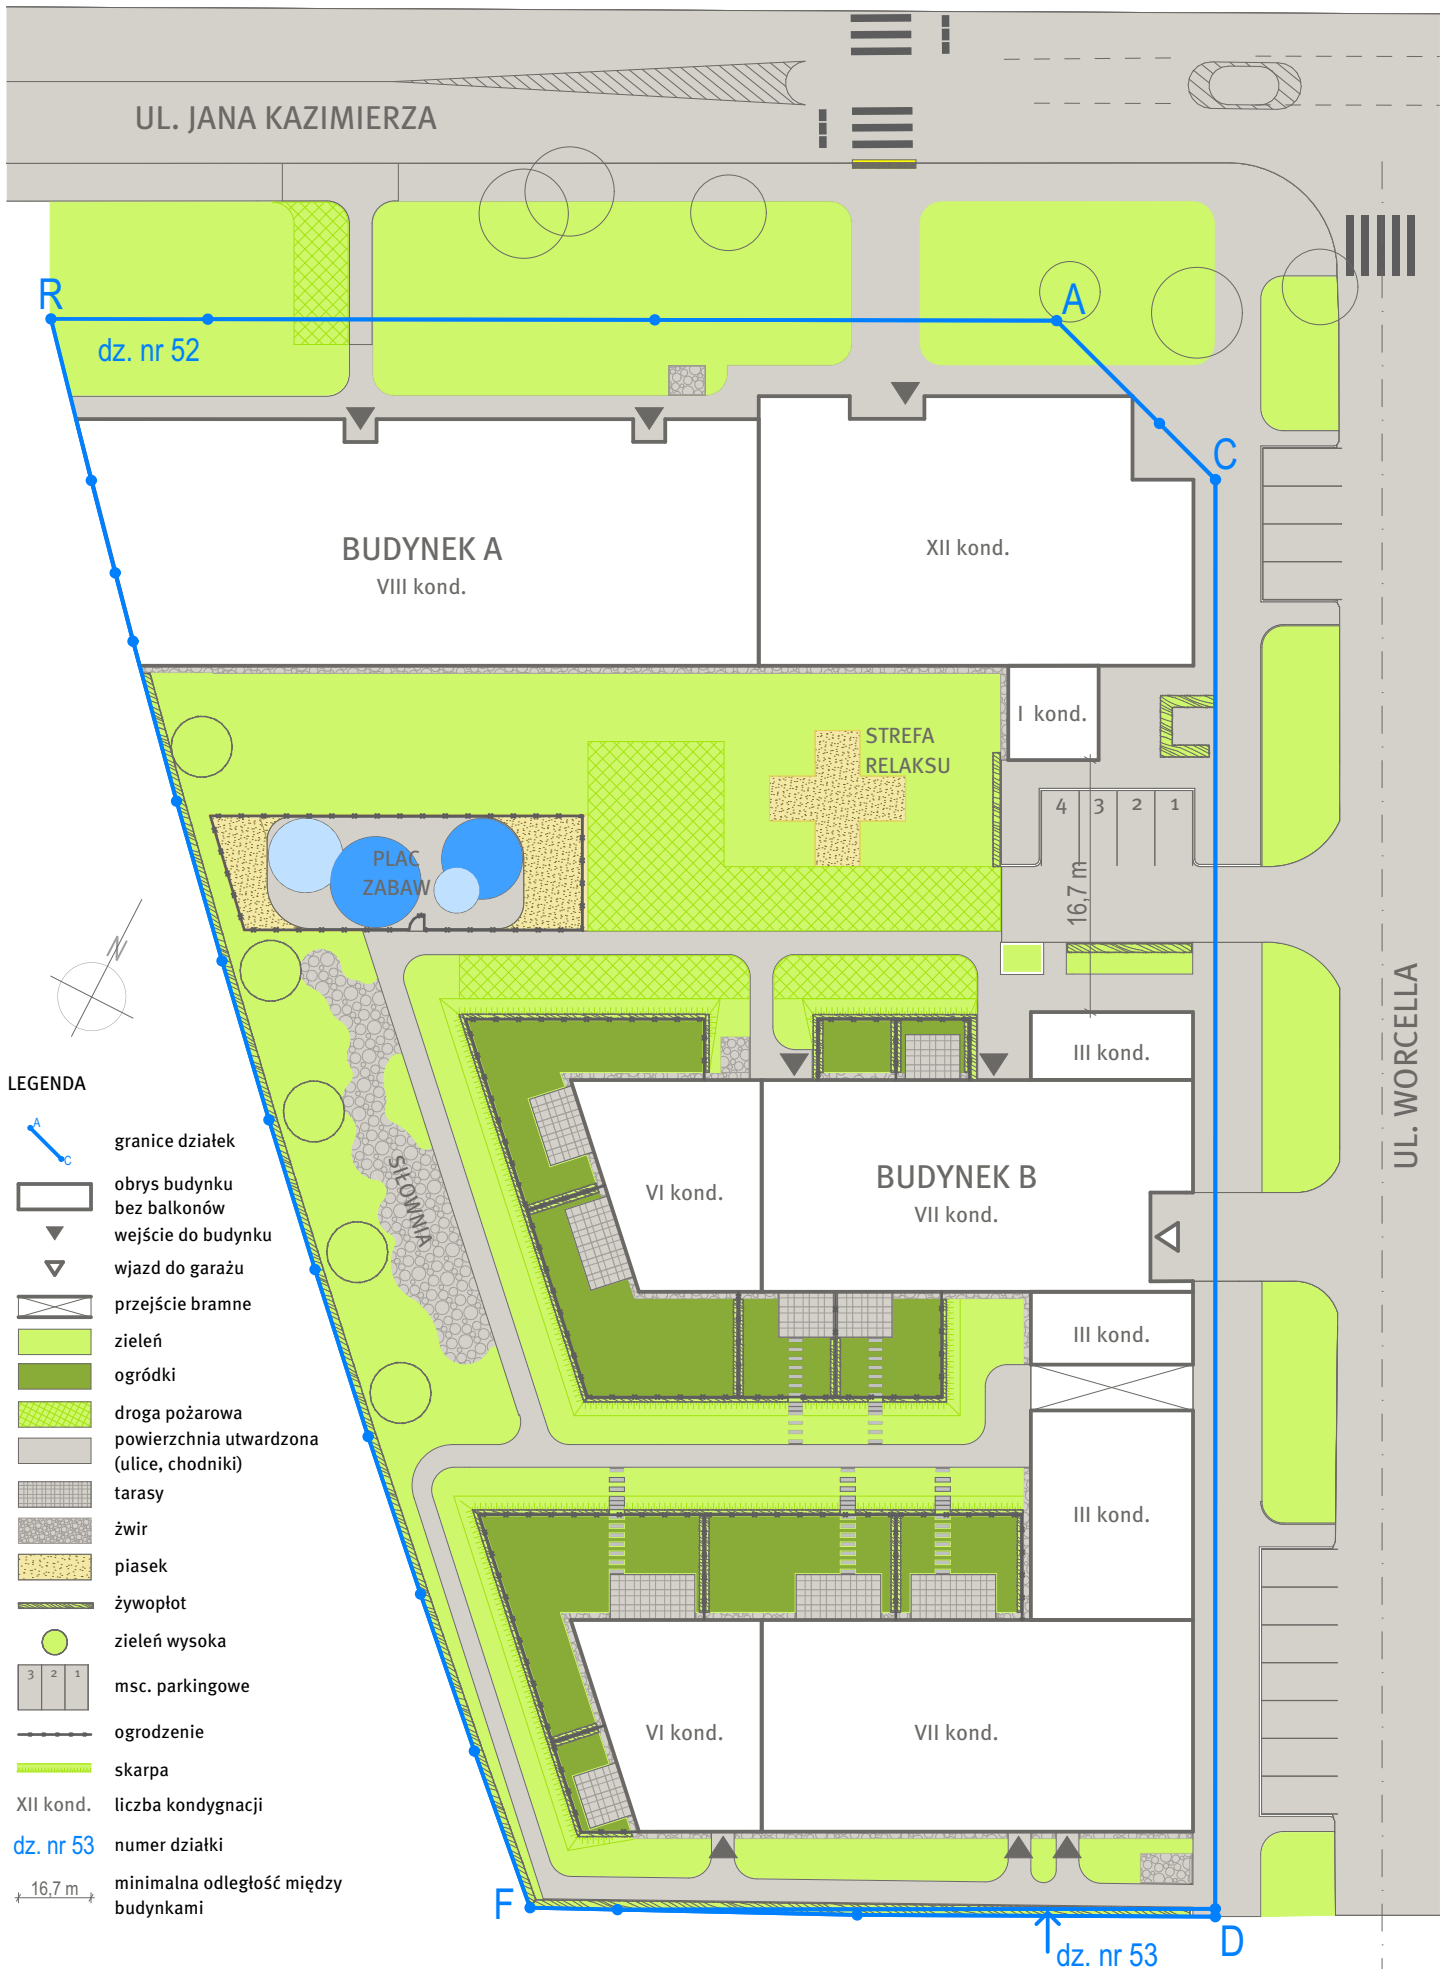 UL. JANA KAZIMIERZA
R
A
dz. nr 52
C
BUDYNEK A
VIII kond.
XII kond.
I kond.
STREFA
RELAKSU
4 3 2 1
PLAC
ZABAW
16,7 m
N
UL. WORCELLA
III kond.
SIŁOWNIA
VI kond.
BUDYNEK B
VII kond.
III kond.
III kond.
VI kond.
VII kond.
F
D
dz. nr 53
LEGENDA
A
C
granice działek
obrys budynku
bez balkonów
wejście do budynku
wjazd do garażu
przejście bramne
zieleń
ogródki
droga pożarowa
powierzchnia utwardzona
(ulice, chodniki)
tarasy
żwir
piasek
żywopłot
zieleń wysoka
3 2 1
msc. parkingowe
ogrodzenie
skarpa
XII kond. liczba kondygnacji
dz. nr 53 numer działki
16,7 m minimalna odległość między
budynkami